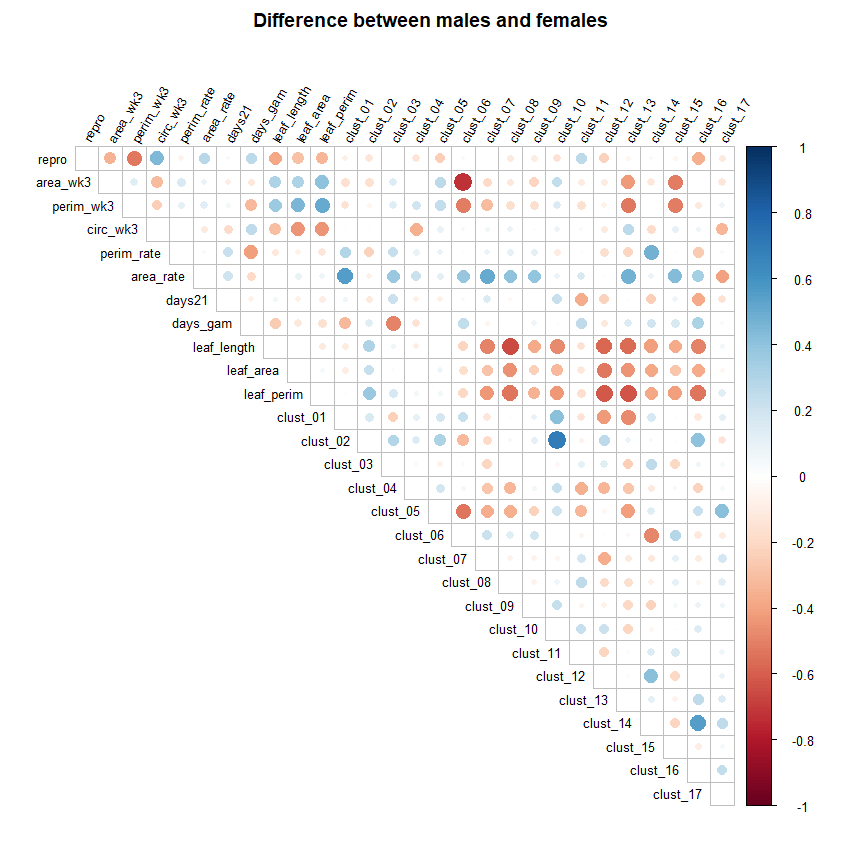 Difference between males and females
repro
area_wk3
perim_wk3
circ_wk3
perim_rate
area_rate
days21
days_gam
leaf_length
leaf_area
leaf_perim
clust_01
clust_02
clust_03
clust_04
clust_05
clust_06
clust_07
clust_08
clust_09
clust_10
clust_11
clust_12
clust_13
clust_14
clust_15
clust_16
clust_17
repro
area_wk3
perim_wk3
circ_wk3
perim_rate
area_rate
days21
days_gam
leaf_length
leaf_area
leaf_perim
clust_01
clust_02
clust_03
clust_04
clust_05
clust_06
clust_07
clust_08
clust_09
clust_10
clust_11
clust_12
clust_13
clust_14
clust_15
clust_16
clust_17
1
0.8
0.6
0.4
0.2
0
-0.2
-0.4
-0.6
-0.8
-1